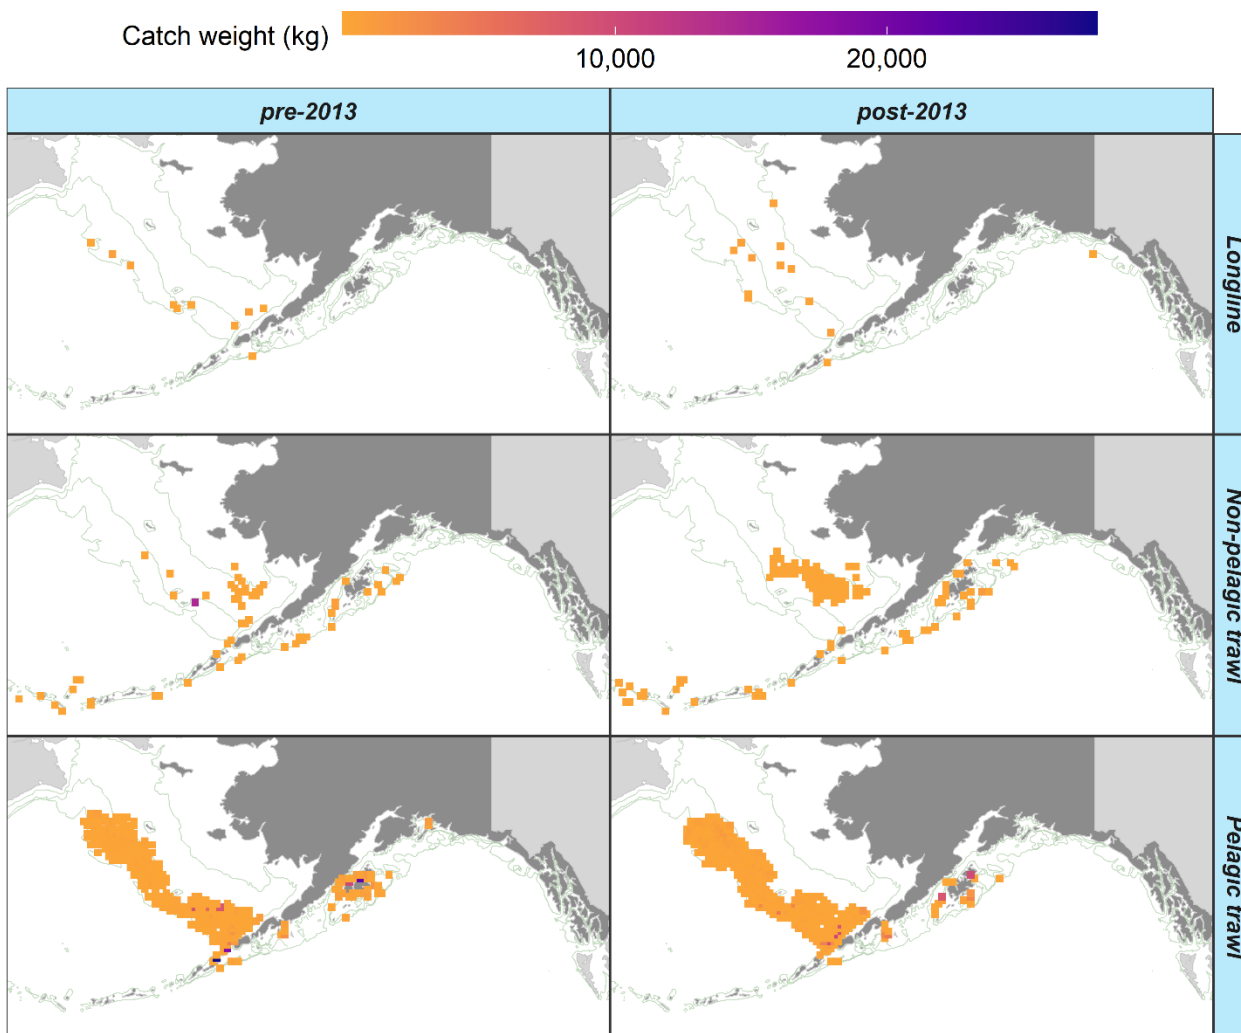 Catch weight (kg)
10,000
20,000
pre-2013
post-2013
Longline
Non-pelagic trawl
Pelagic trawl